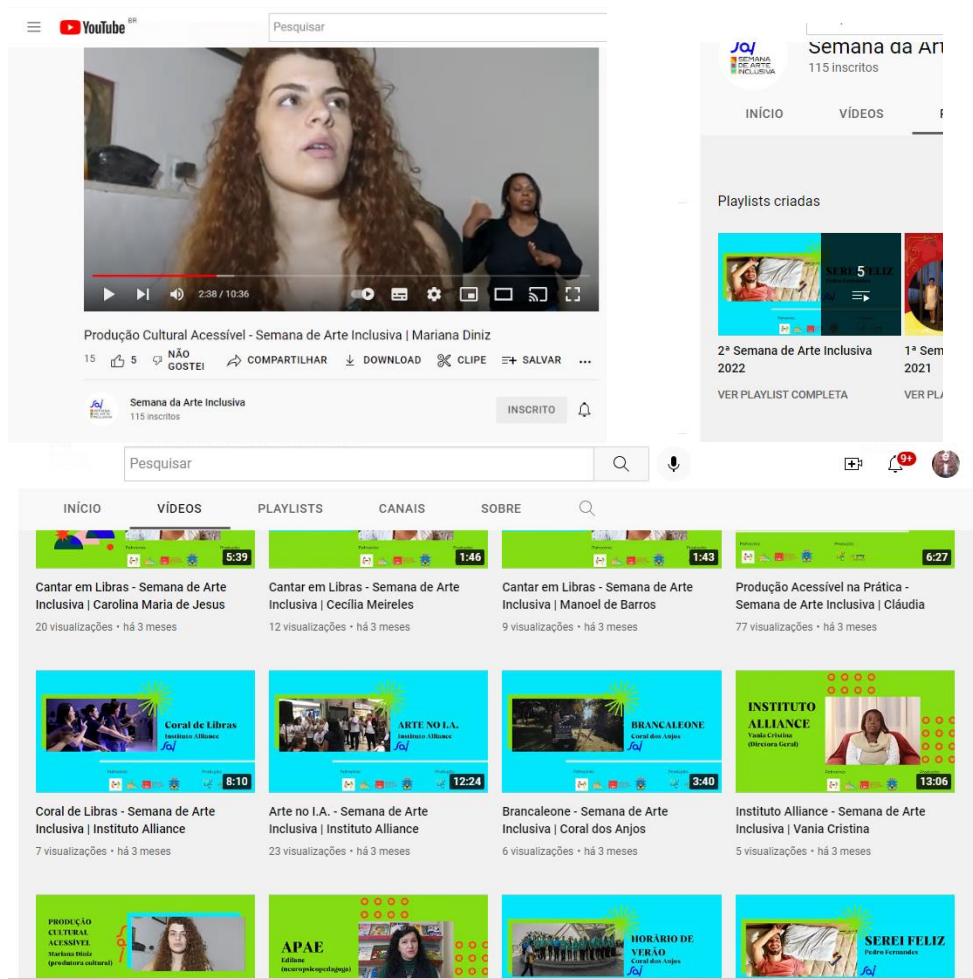 YouTube BR
Pesquisar
2:38 / 10:36
Produção Cultural Acessível - Semana de Arte Inclusiva | Mariana Diniz
15 5 NÃO GOSTEI COMPARTILHAR DOWNLOAD CLIPE SALVAR ...
Semana da Arte Inclusiva
115 inscritos
INSCRITO
SEMANA
DE ARTE
INCLUSIVA
Semana da Art
115 inscritos
INÍCIO VÍDEOS
Playlists criadas
SEREI FELIZ
Pedro Fernandes
5
2ª Semana de Arte Inclusiva
2022
VER PLAYLIST COMPLETA
1ª Sem
2021
VER PL
Pesquisar
9+
INÍCIO VÍDEOS PLAYLISTS CANAIS SOBRE
5:39 1:46 1:43 6:27
Cantar em Libras - Semana de Arte
Inclusiva | Carolina Maria de Jesus
20 visualizações • há 3 meses
Cantar em Libras - Semana de Arte
Inclusiva | Cecília Meireles
12 visualizações • há 3 meses
Cantar em Libras - Semana de Arte
Inclusiva | Manoel de Barros
9 visualizações • há 3 meses
Produção Acessível na Prática -
Semana de Arte Inclusiva | Cláudia
77 visualizações • há 3 meses
Coral de Libras
Instituto Alliance
8:10
ARTE NO I.A.
Instituto Alliance
12:24
BRANCALEONE
Coral dos Anjos
3:40
INSTITUTO
ALLIANCE
Vania Cristina
(Diretora Geral)
13:06
Coral de Libras - Semana de Arte
Inclusiva | Instituto Alliance
7 visualizações • há 3 meses
Arte no I.A. - Semana de Arte
Inclusiva | Instituto Alliance
23 visualizações • há 3 meses
Brancaleone - Semana de Arte
Inclusiva | Coral dos Anjos
6 visualizações • há 3 meses
Instituto Alliance - Semana de Arte
Inclusiva | Vania Cristina
5 visualizações • há 3 meses
PRODUÇÃO
CULTURAL
ACESSÍVEL
Mariana Diniz
(produtora cultural)
APAE
Edilane
(neuropsicopedagoga)
HORÁRIO DE
VERÃO
Coral dos Anjos
SEREI FELIZ
Pedro Fernandes